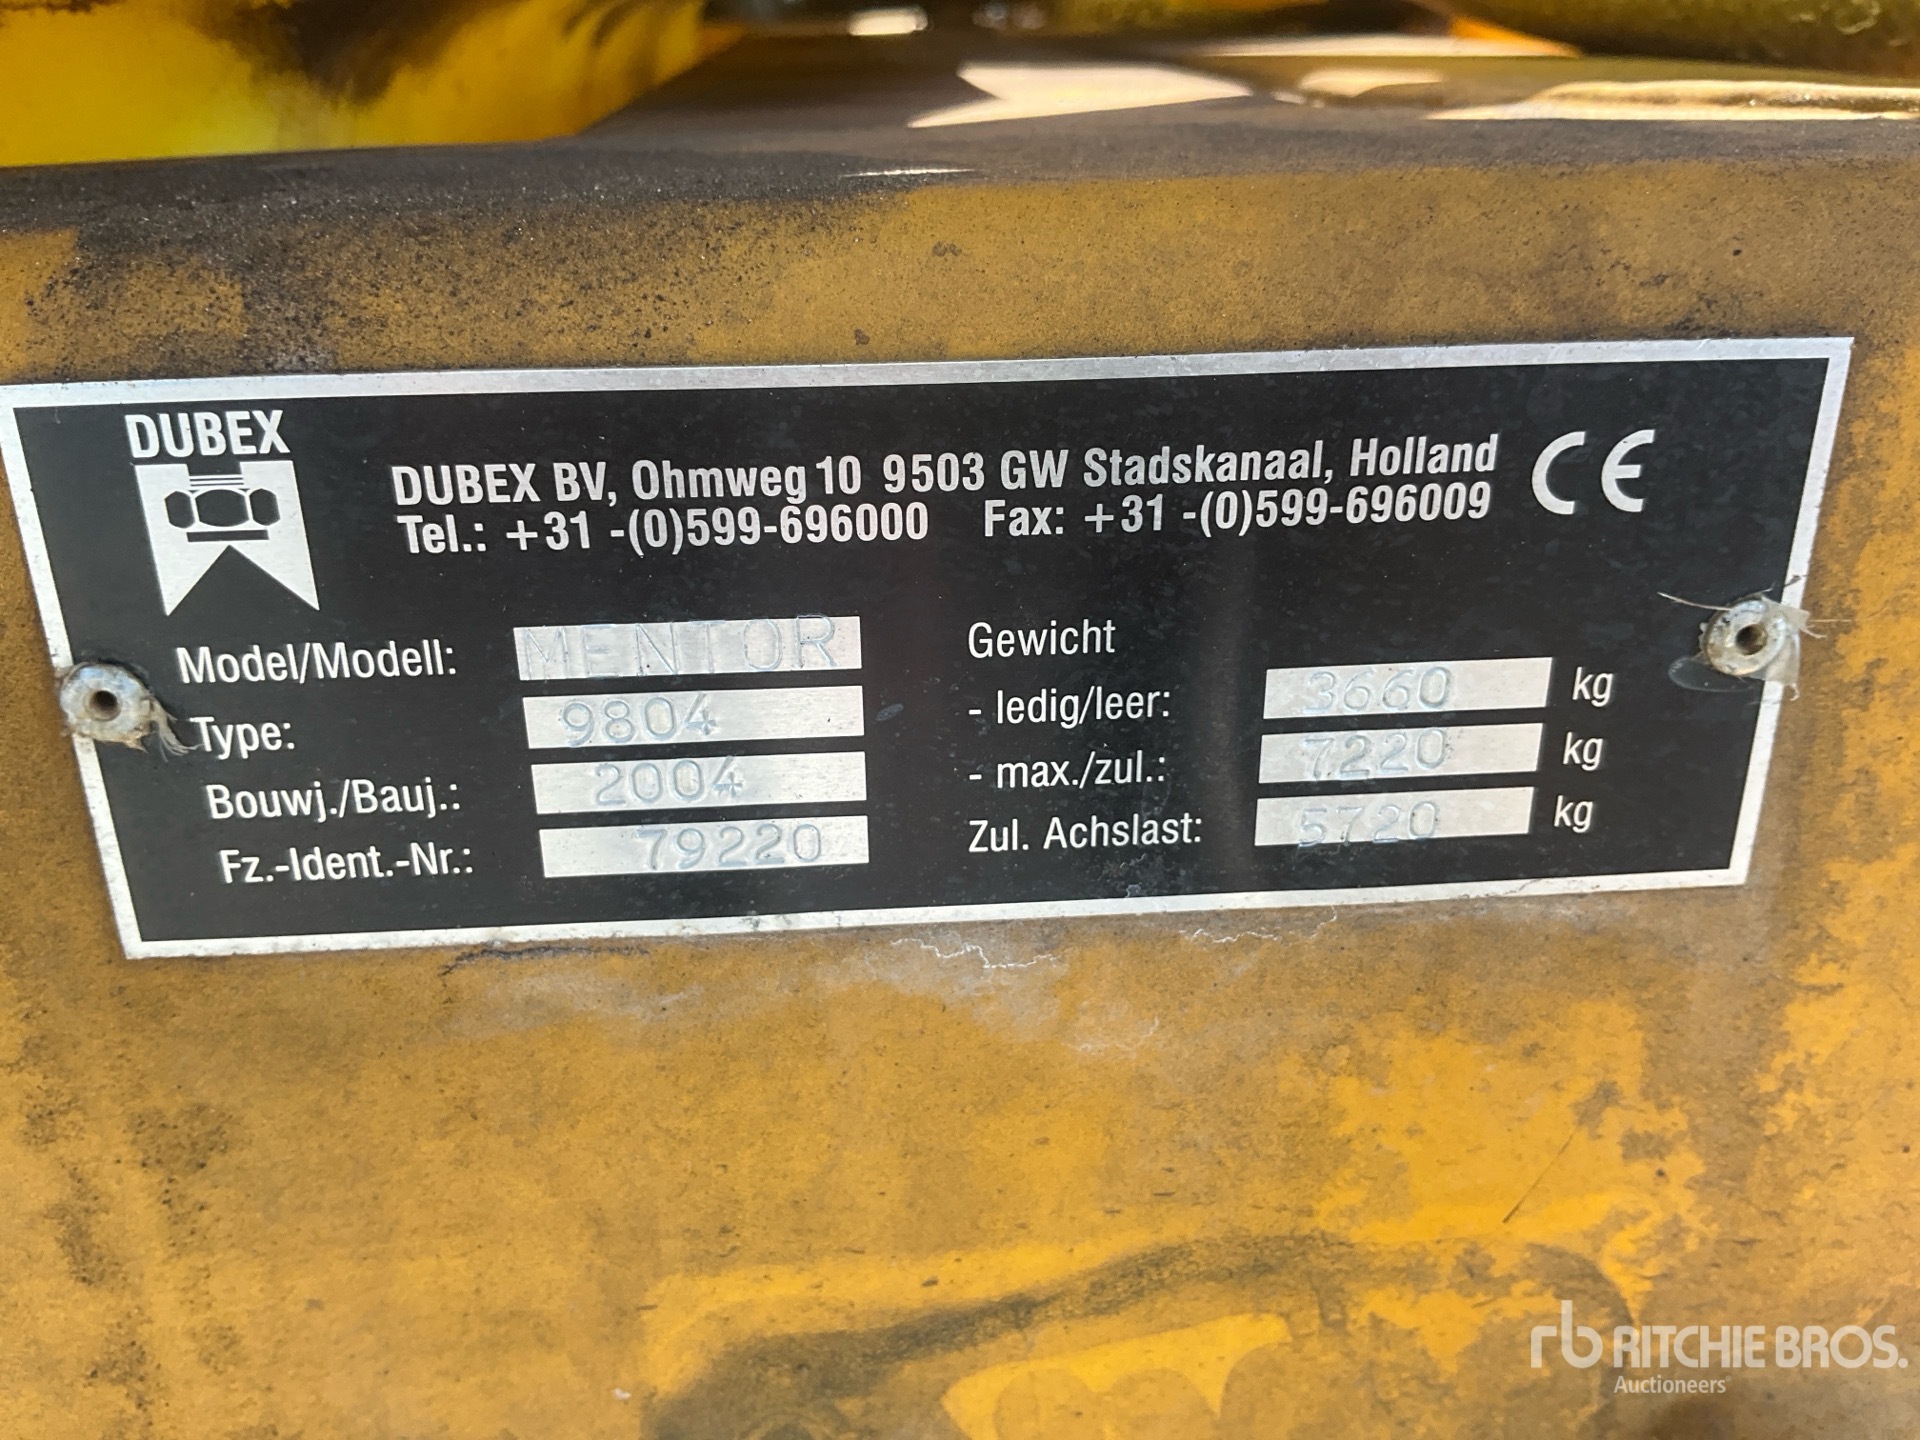 DUBEX
DUBEX BV, Ohmweg 10 9503 GW Stadskanaal, Holland
Tel.: +31 -(0)599-696000 Fax: +31 -(0)599-696009
CE
Model/Modell: MENTOR
Type: 9804
Bouwj./Bauj.: 2004
Fz.-Ident.-Nr.: 79220
Gewicht
- ledig/leer: 3660 kg
- max./zul.: 7220 kg
Zul. Achslast: 5720 kg
rb RITCHIE BROS.
Auctioneers